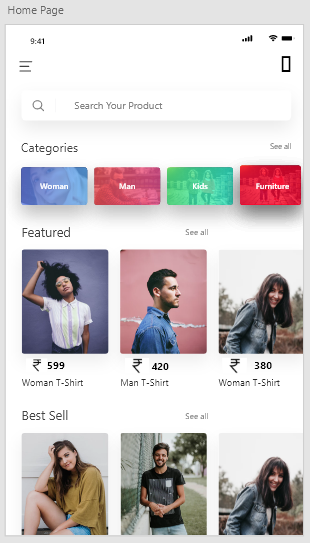 Home Page
9:41
Search Your Product
Categories See all
Woman Man Kids Furniture
Featured See all
₹ 599 ₹ 420 ₹ 380
Woman T-Shirt Man T-Shirt Woman T-Shirt
Best Sell See all